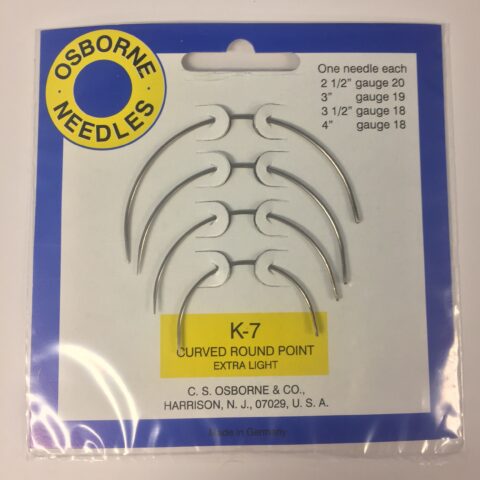 OSBORNE
NEEDLES
One needle each
2 1/2" gauge 20
3" gauge 19
3 1/2" gauge 18
4" gauge 18
K-7
CURVED ROUND POINT
EXTRA LIGHT
C. S. OSBORNE & CO.,
HARRISON, N. J., 07029, U. S. A.
Made in Germany